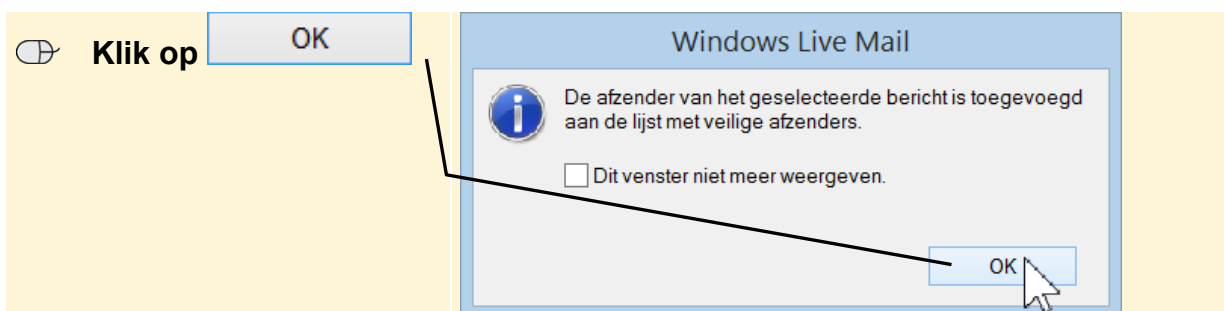 Klik op OK
Windows Live Mail
De afzender van het geselecteerde bericht is toegevoegd
aan de lijst met veilige afzenders.
Dit venster niet meer weergeven.
OK